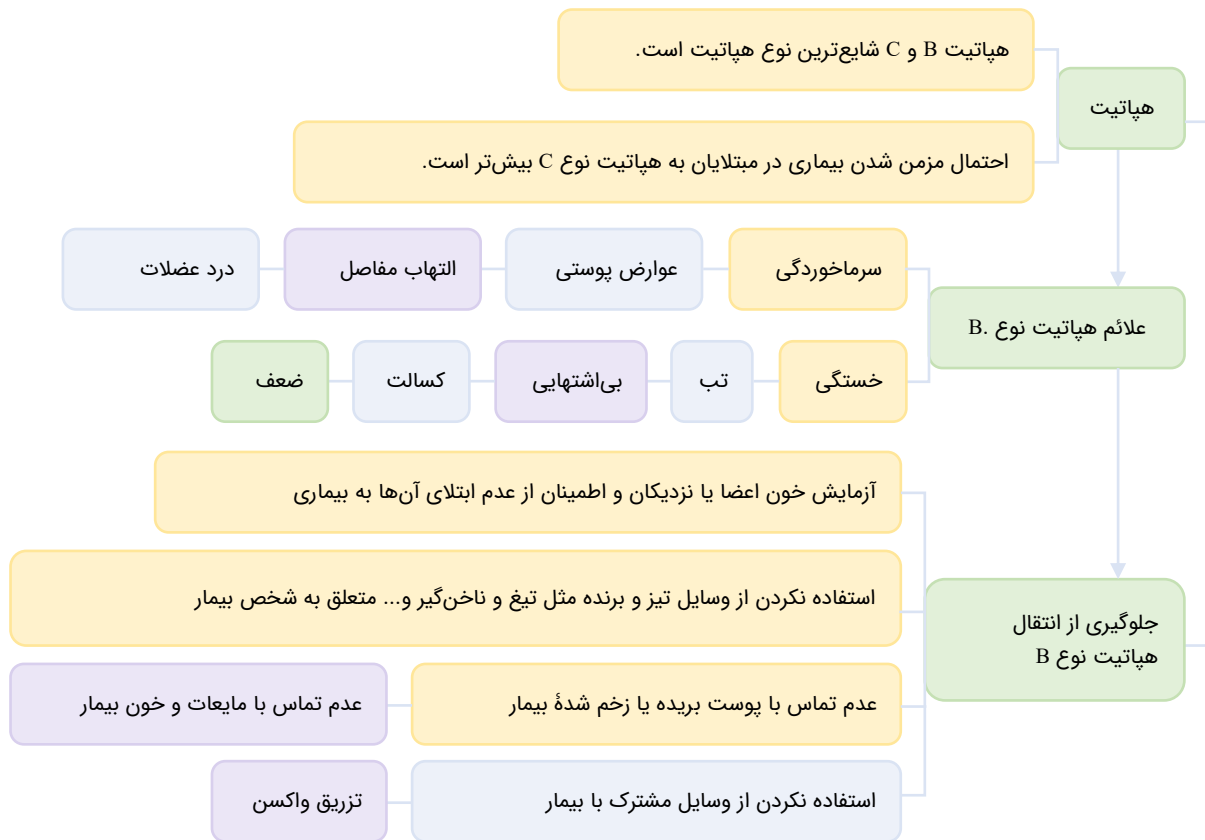 هپاتیت
هپاتیت B و C شایع‌ترین نوع هپاتیت است.
احتمال مزمن شدن بیماری در مبتلایان به هپاتیت نوع C بیش‌تر است.
علائم هپاتیت نوع B.
سرماخوردگی
عوارض پوستی
التهاب مفاصل
درد عضلات
خستگی
تب
بی‌اشتهایی
کسالت
ضعف
جلوگیری از انتقال
هپاتیت نوع B
آزمایش خون اعضا یا نزدیکان و اطمینان از عدم ابتلای آن‌ها به بیماری
استفاده نکردن از وسایل تیز و برنده مثل تیغ و ناخن‌گیر و... متعلق به شخص بیمار
عدم تماس با پوست بریده یا زخم شدهٔ بیمار
عدم تماس با مایعات و خون بیمار
استفاده نکردن از وسایل مشترک با بیمار
تزریق واکسن